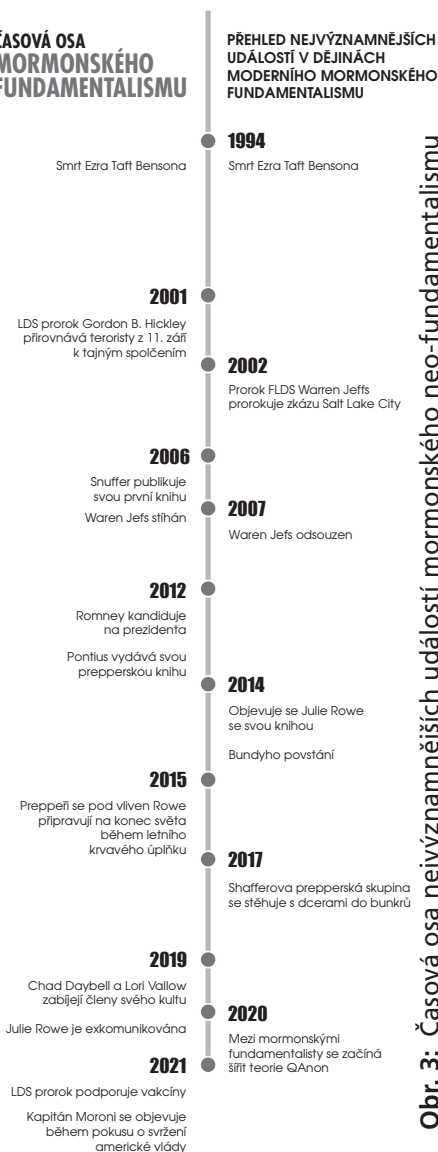 ČASOVÁ OSA
MORMONSKÉHO
FUNDAMENTALISMU
PŘEHLED NEJVÝZNAMNĚJŠÍCH
UDÁLOSTÍ V DĚJINÁCH
MODERNÍHO MORMONSKÉHO
FUNDAMENTALISMU
1994
Smrt Ezra Taft Bensona
Smrt Ezra Taft Bensona
2001
LDS prorok Gordon B. Hickley
přirovnává teroristy z 11. září
k tajným spolčením
2002
Prorok FLDS Warren Jeffs
prorokuje zkázu Salt Lake City
2006
Snuffer publikuje
svou první knihu
Waren Jefs stíhán
2007
Waren Jefs odsouzen
2012
Romney kandiduje
na prezidenta
Pontius vydává svou
prepperskou knihu
2014
Objevuje se Julie Rowe
se svou knihou
Bundyho povstání
2015
Preppeři se pod vliven Rowe
připravují na konec světa
během letního
krvavého úplňku
2017
Shafferova prepperská skupina
se stěhuje s dcerami do bunkrů
2019
Chad Daybell a Lori Vallow
zabíjejí členy svého kultu
Julie Rowe je exkomunikována
2020
Mezi mormonskými
fundamentalisty se začíná
šířit teorie QAnon
2021
LDS prorok podporuje vakcíny
Kapitán Moroni se objevuje
během pokusu o svržení
americké vlády
Obr. 3: Časová osa nejvýznamnějších událostí mormonského neo-fundamentalismu